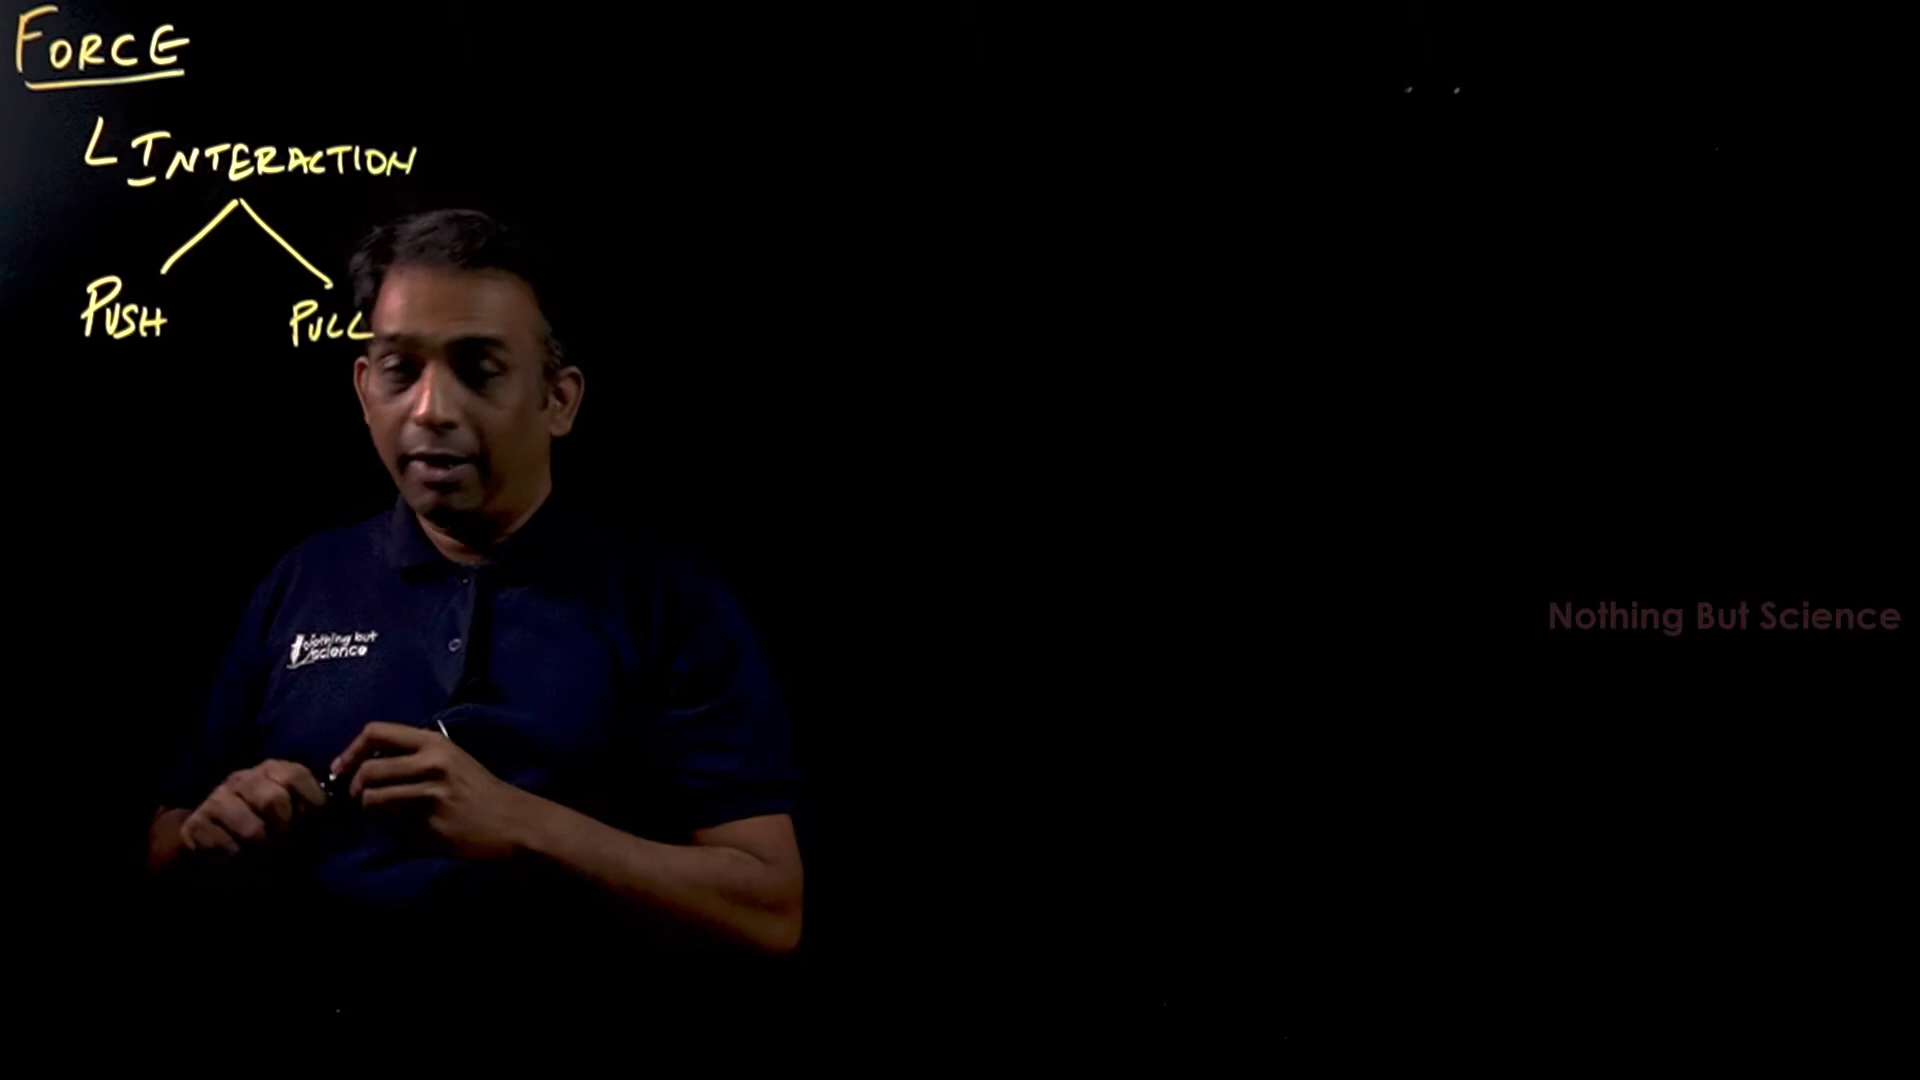 FORCE
INTERACTION
PUSH PULL
nothing but
science
Nothing But Science